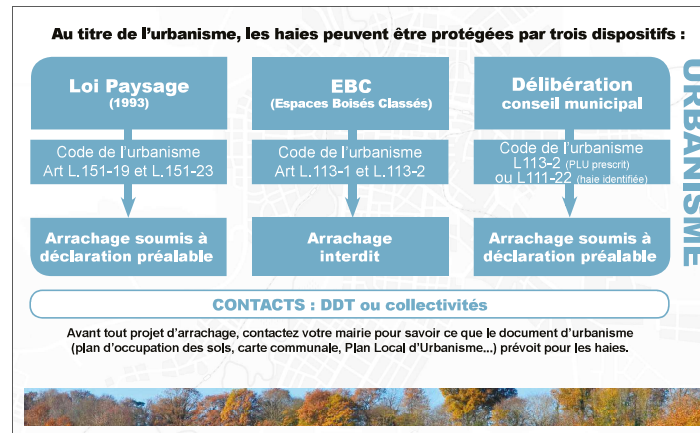 Au titre de l'urbanisme, les haies peuvent être protégées par trois dispositifs :
Loi Paysage
(1993)
Code de l'urbanisme
Art L.151-19 et L.151-23
Arrachage soumis à
déclaration préalable
EBC
(Espaces Boisés Classés)
Code de l'urbanisme
Art L.113-1 et L.113-2
Arrachage
interdit
Délibération
conseil municipal
Code de l'urbanisme
L113-2 (PLU prescrit)
ou L111-22 (haie identifiée)
Arrachage soumis à
déclaration préalable
URBANISME
CONTACTS : DDT ou collectivités
Avant tout projet d'arrachage, contactez votre mairie pour savoir ce que le document d'urbanisme
(plan d'occupation des sols, carte communale, Plan Local d'Urbanisme...) prévoit pour les haies.